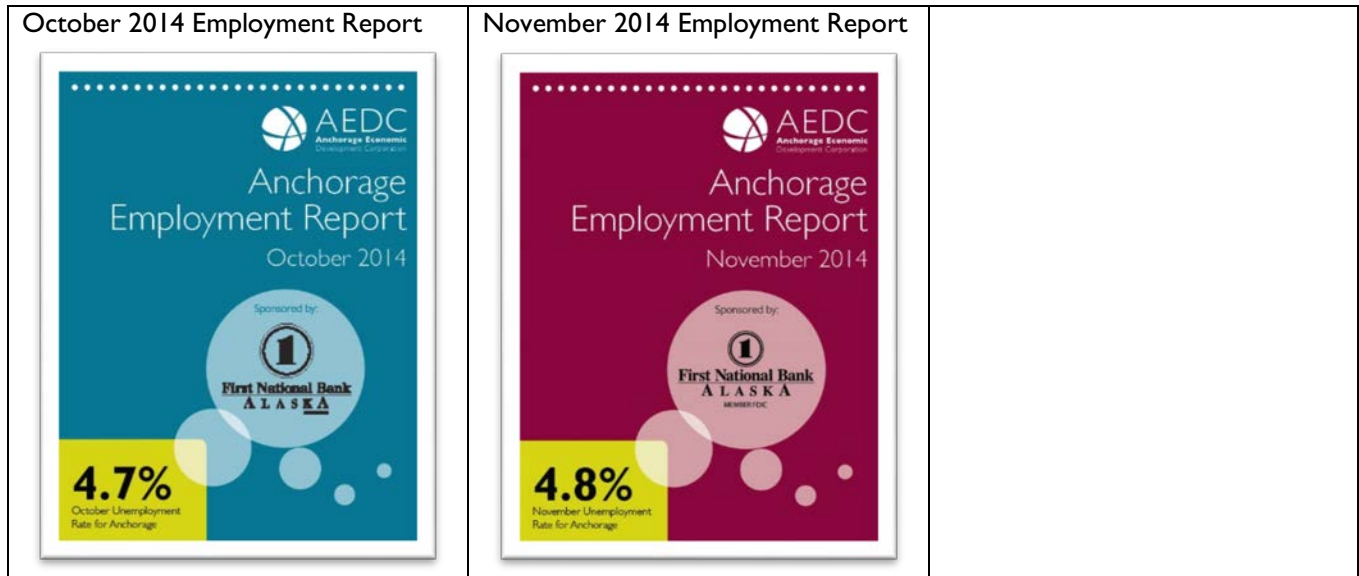 October 2014 Employment Report
AEDC
Anchorage Economic
Development Corporation
Anchorage
Employment Report
October 2014
Sponsored by:
1
First National Bank
ALASKA
4.7%
October Unemployment
Rate for Anchorage
November 2014 Employment Report
AEDC
Anchorage Economic
Development Corporation
Anchorage
Employment Report
November 2014
Sponsored by:
1
First National Bank
ALASKA
MEMBER FDIC
4.8%
November Unemployment
Rate for Anchorage